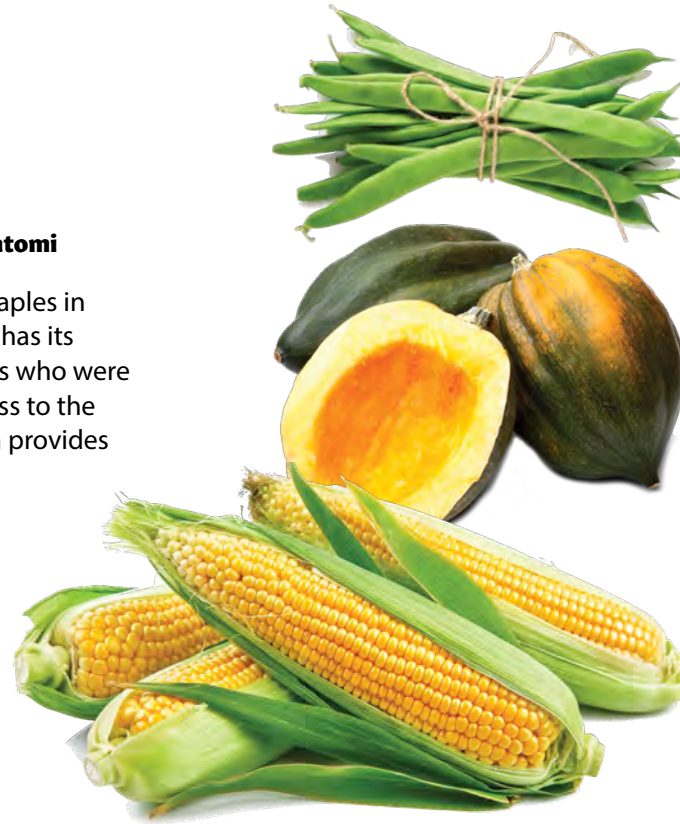 ntomi
aples in
has its
s who were
ss to the
n provides